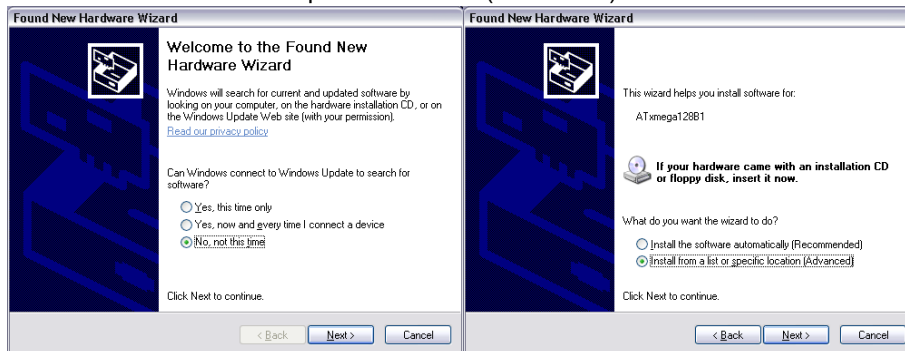 Found New Hardware Wizard
Welcome to the Found New
Hardware Wizard
Windows will search for current and updated software by
looking on your computer, on the hardware installation CD, or on
the Windows Update Web site (with your permission).
Read our privacy policy
Can Windows connect to Windows Update to search for
software?
Yes, this time only
Yes, now and every time I connect a device
No, not this time
Click Next to continue.
< Back
Next >
Cancel
Found New Hardware Wizard
This wizard helps you install software for:
ATxmega128B1
If your hardware came with an installation CD
or floppy disk, insert it now.
What do you want the wizard to do?
Install the software automatically (Recommended)
Install from a list or specific location (Advanced)
Click Next to continue.
< Back
Next >
Cancel